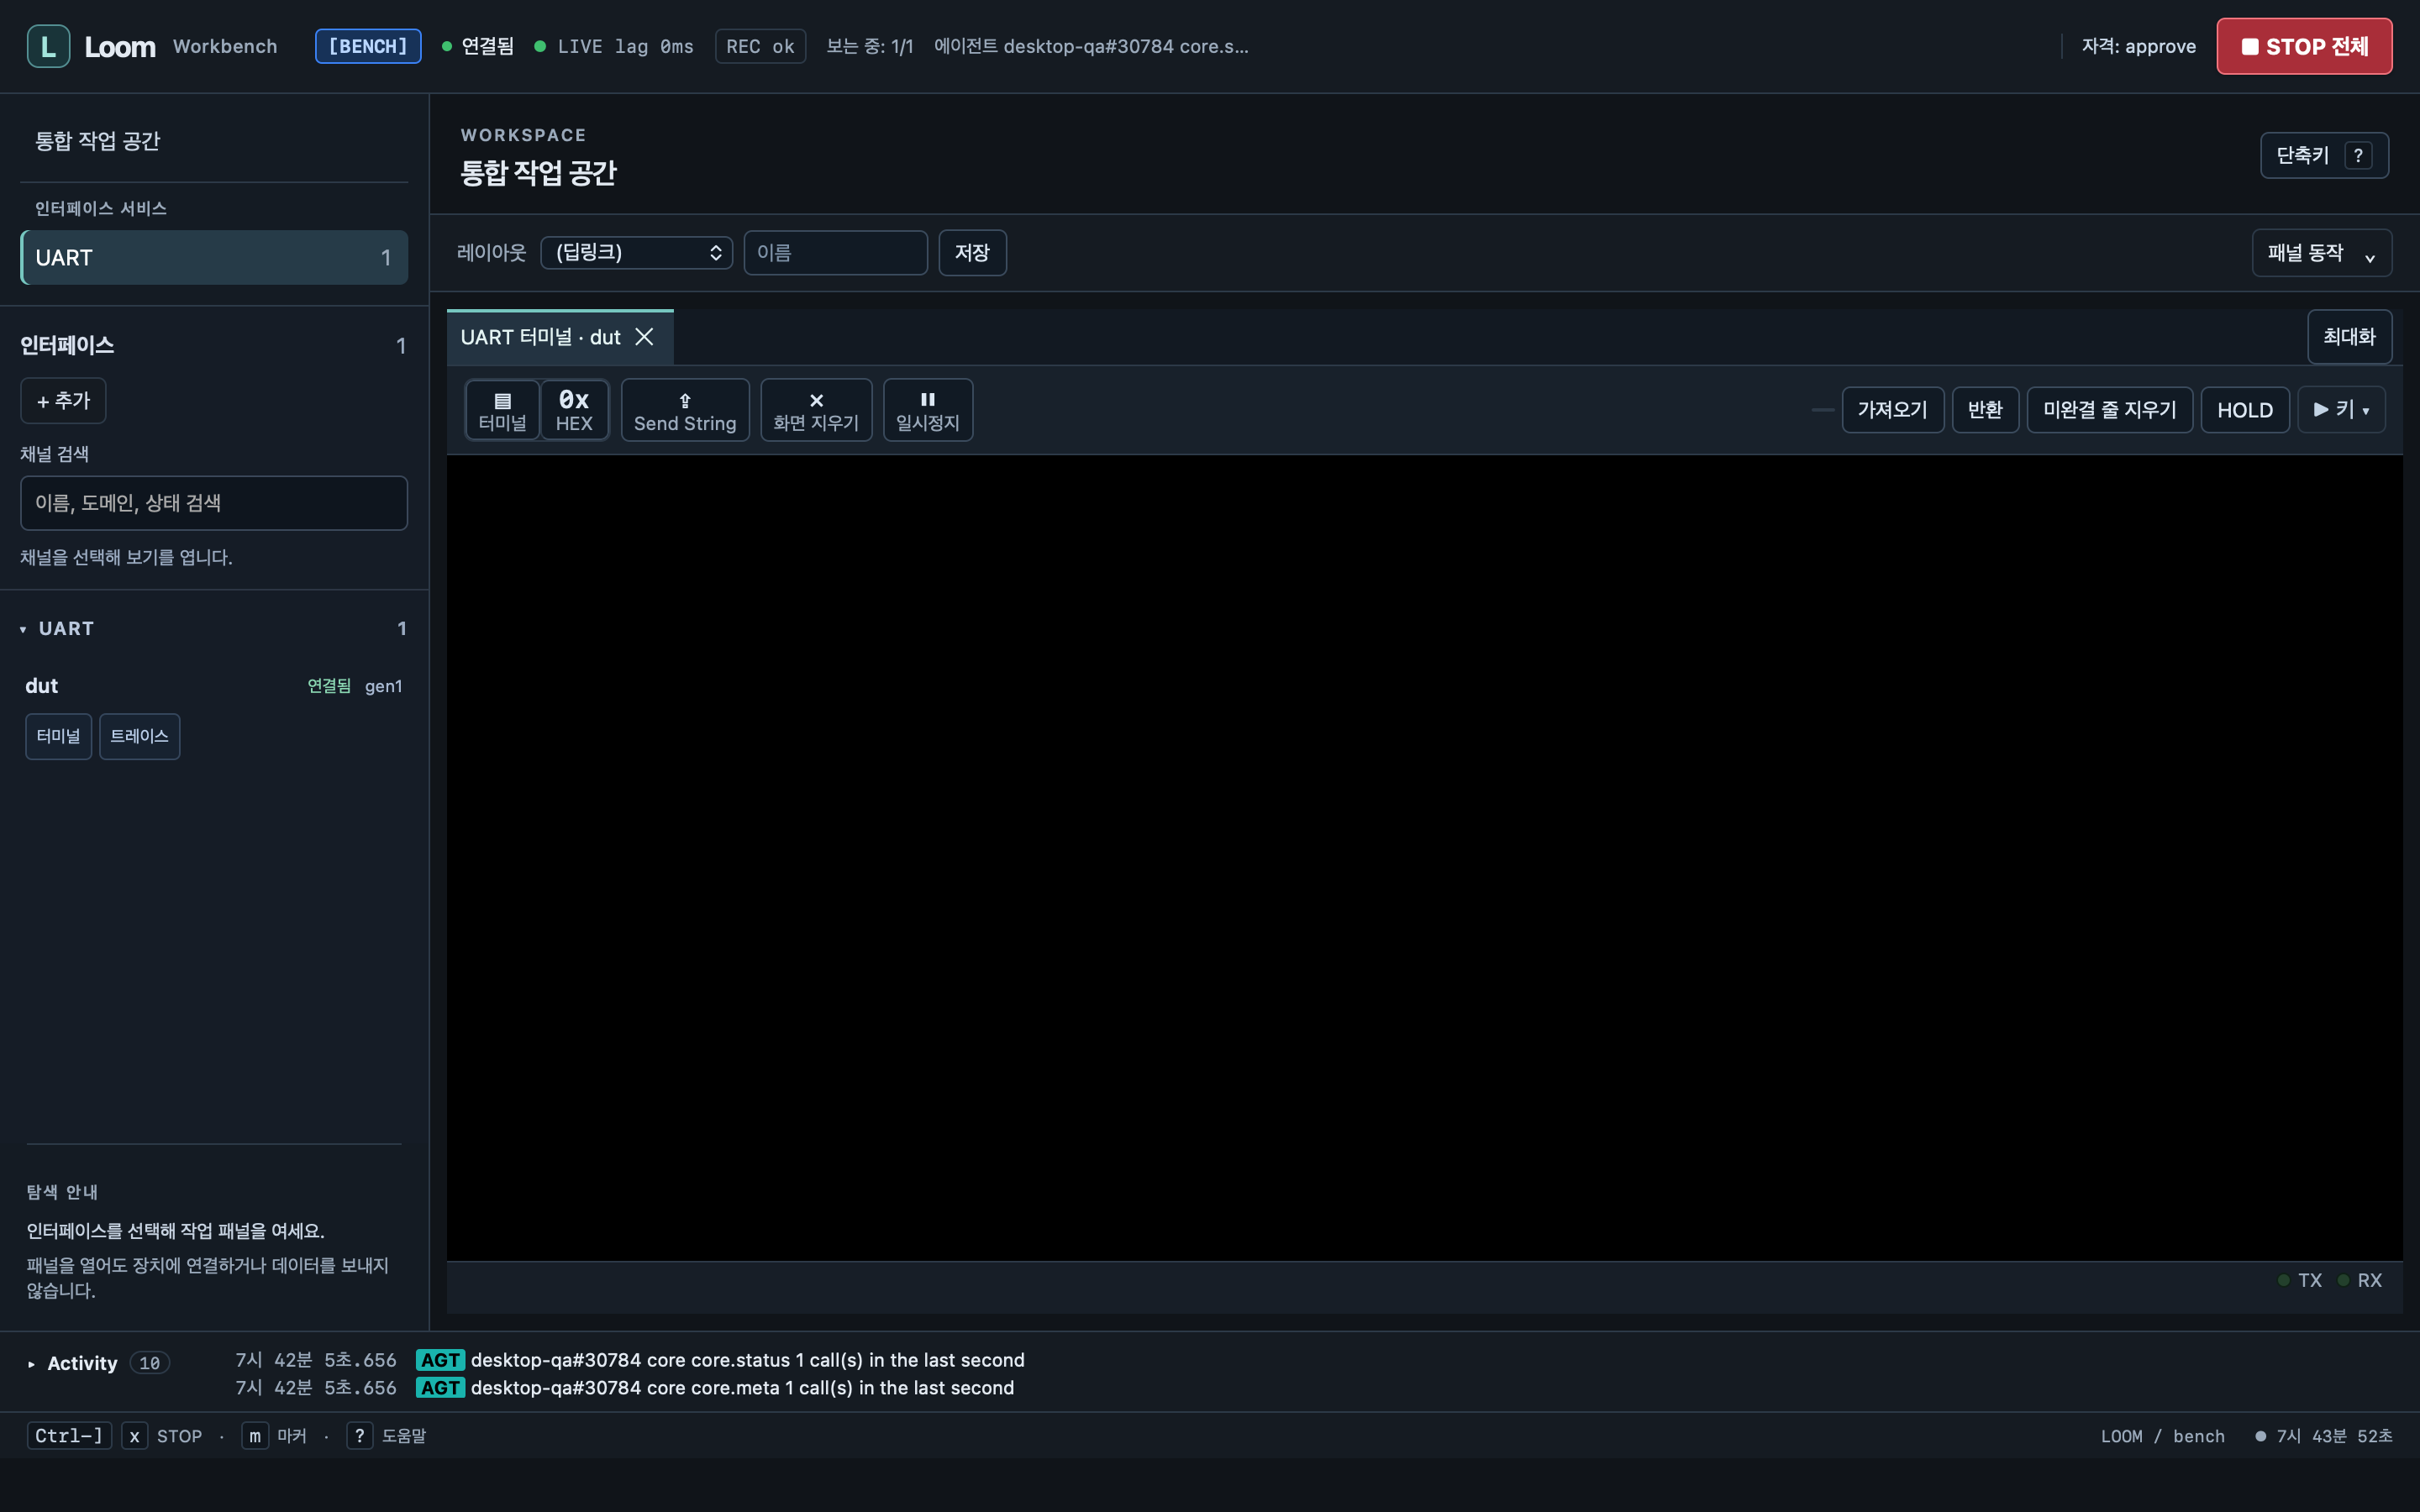 L Loom Workbench [BENCH] 연결됨 LIVE lag 0ms REC ok 보는 중: 1/1 에이전트 desktop-qa#30784 core.s... 자격: approve STOP 전체
통합 작업 공간
인터페이스 서비스
UART 1
인터페이스 1
+ 추가
채널 검색
이름, 도메인, 상태 검색
채널을 선택해 보기를 엽니다.
▾ UART 1
dut 연결됨 gen1
터미널 트레이스
탐색 안내
인터페이스를 선택해 작업 패널을 여세요.
패널을 열어도 장치에 연결하거나 데이터를 보내지
않습니다.
WORKSPACE
통합 작업 공간
단축키 ?
레이아웃 (딥링크) 이름 저장 패널 동작
UART 터미널 · dut 최대화
터미널 0x HEX Send String 화면 지우기 일시정지 — 가져오기 반환 미완결 줄 지우기 HOLD ▶ 키 ▾
TX RX
▸ Activity 10
7시 42분 5초.656 AGT desktop-qa#30784 core core.status 1 call(s) in the last second
7시 42분 5초.656 AGT desktop-qa#30784 core core.meta 1 call(s) in the last second
Ctrl-] x STOP · m 마커 · ? 도움말 LOOM / bench 7시 43분 52초